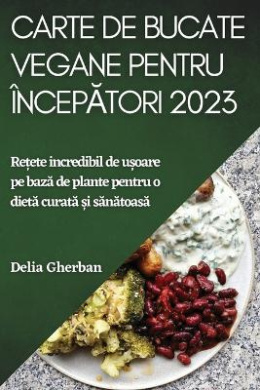 CARTE DE BUCATE
VEGANE PENTRU
ÎNCEPĂTORI 2023
Rețete incredibil de ușoare
pe bază de plante pentru o
dietă curată și sănătoasă
Delia Gherban